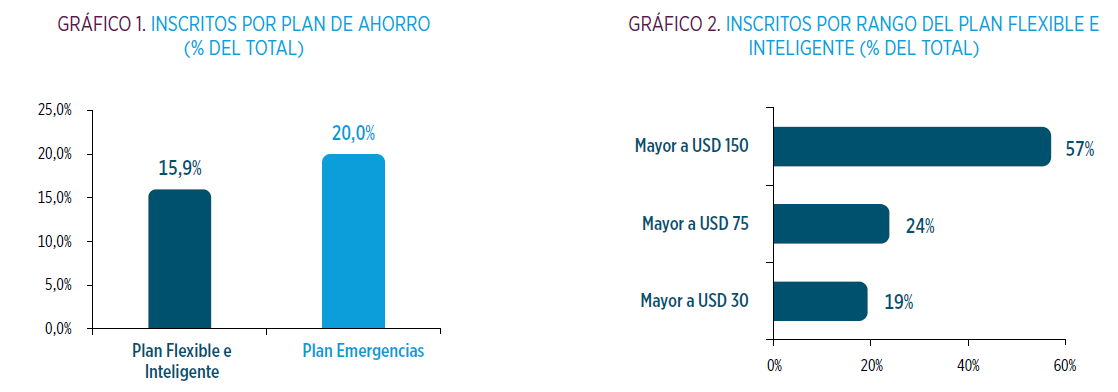 GRÁFICO 1. INSCRITOS POR PLAN DE AHORRO
(% DEL TOTAL)
25,0%
20,0%
15,0%
10,0%
5,0%
0,0%
15,9%
20,0%
Plan Flexible e
Inteligente
Plan Emergencias
GRÁFICO 2. INSCRITOS POR RANGO DEL PLAN FLEXIBLE E
INTELIGENTE (% DEL TOTAL)
Mayor a USD 150
57%
Mayor a USD 75
24%
Mayor a USD 30
19%
0%
20%
40%
60%